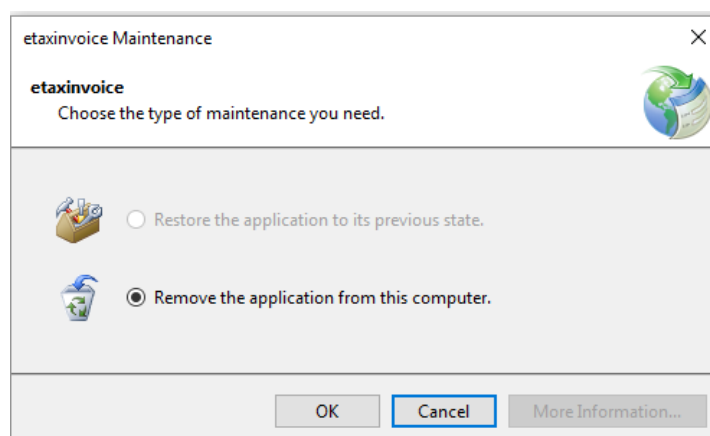 etaxinvoice Maintenance
etaxinvoice
Choose the type of maintenance you need.
Restore the application to its previous state.
Remove the application from this computer.
OK Cancel More Information...